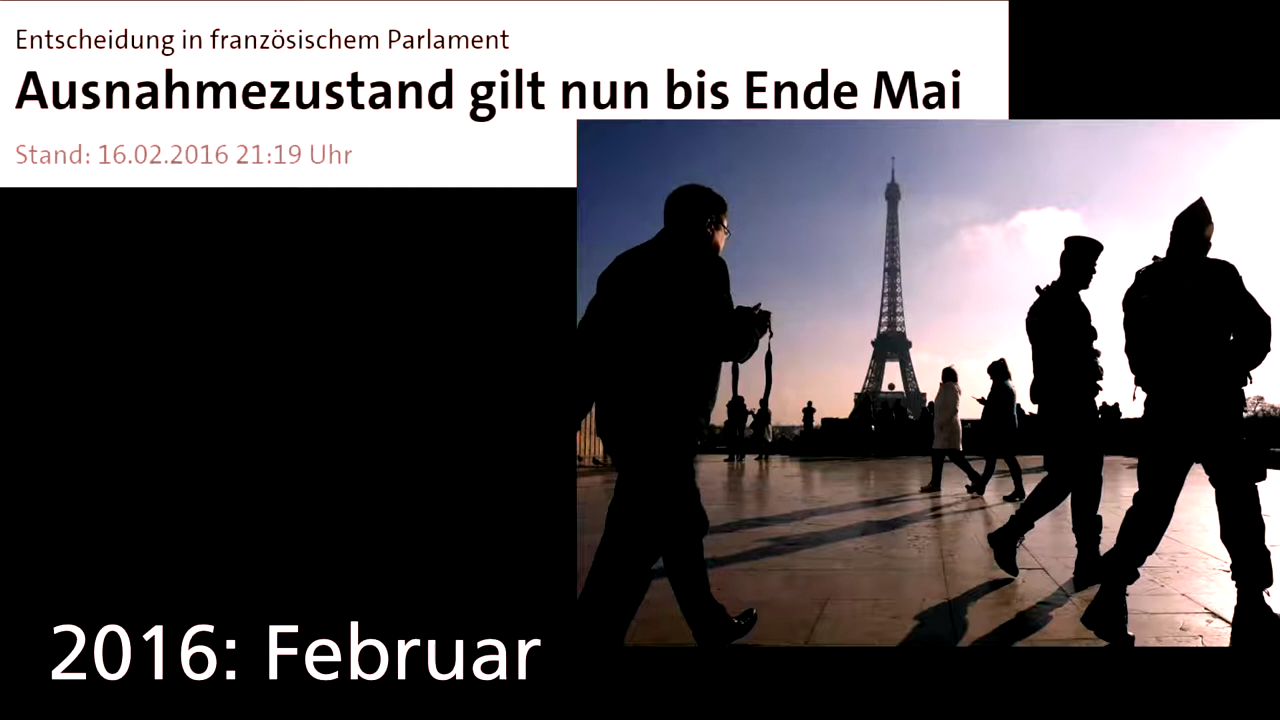 Entscheidung in französischem Parlament
Ausnahmezustand gilt nun bis Ende Mai
Stand: 16.02.2016 21:19 Uhr
2016: Februar